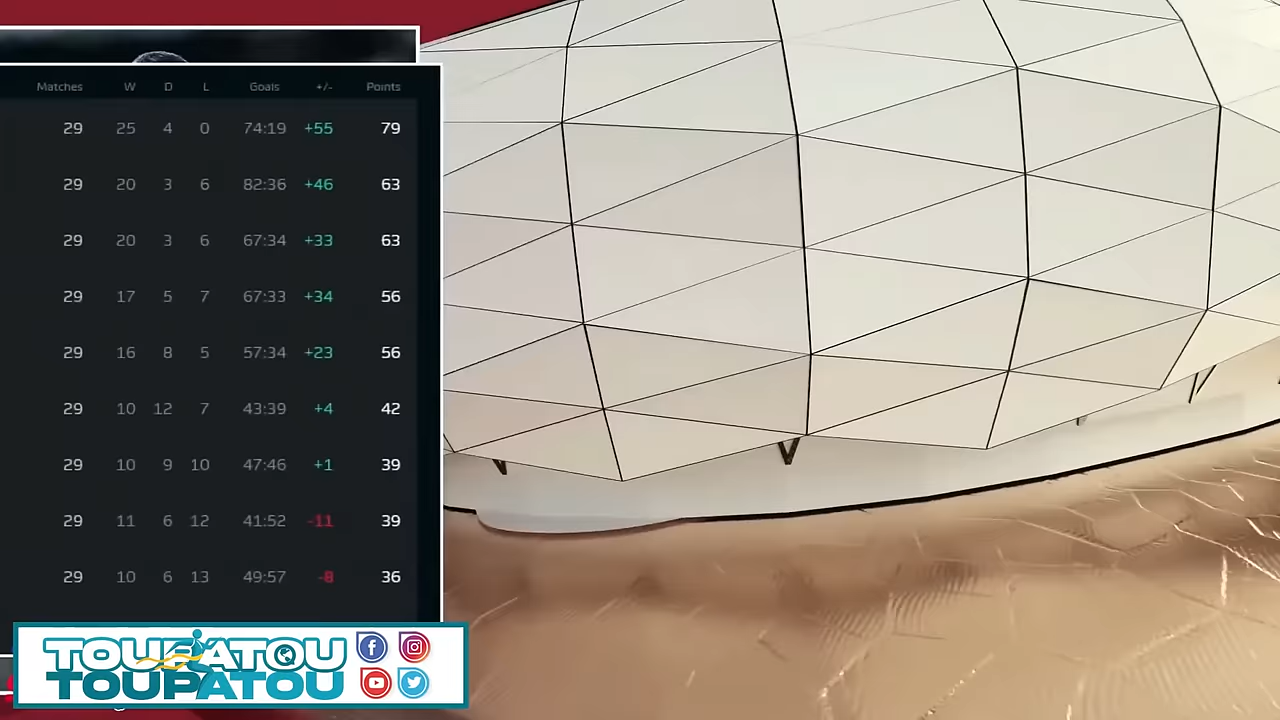 Matches W D L Goals +/- Points
29 25 4 0 74:19 +55 79
29 20 3 6 82:36 +46 63
29 20 3 6 67:34 +33 63
29 17 5 7 67:33 +34 56
29 16 8 5 57:34 +23 56
29 10 12 7 43:39 +4 42
29 10 9 10 47:46 +1 39
29 11 6 12 41:52 -11 39
29 10 6 13 49:57 -8 36
TOUPATOU
TOUPATOU